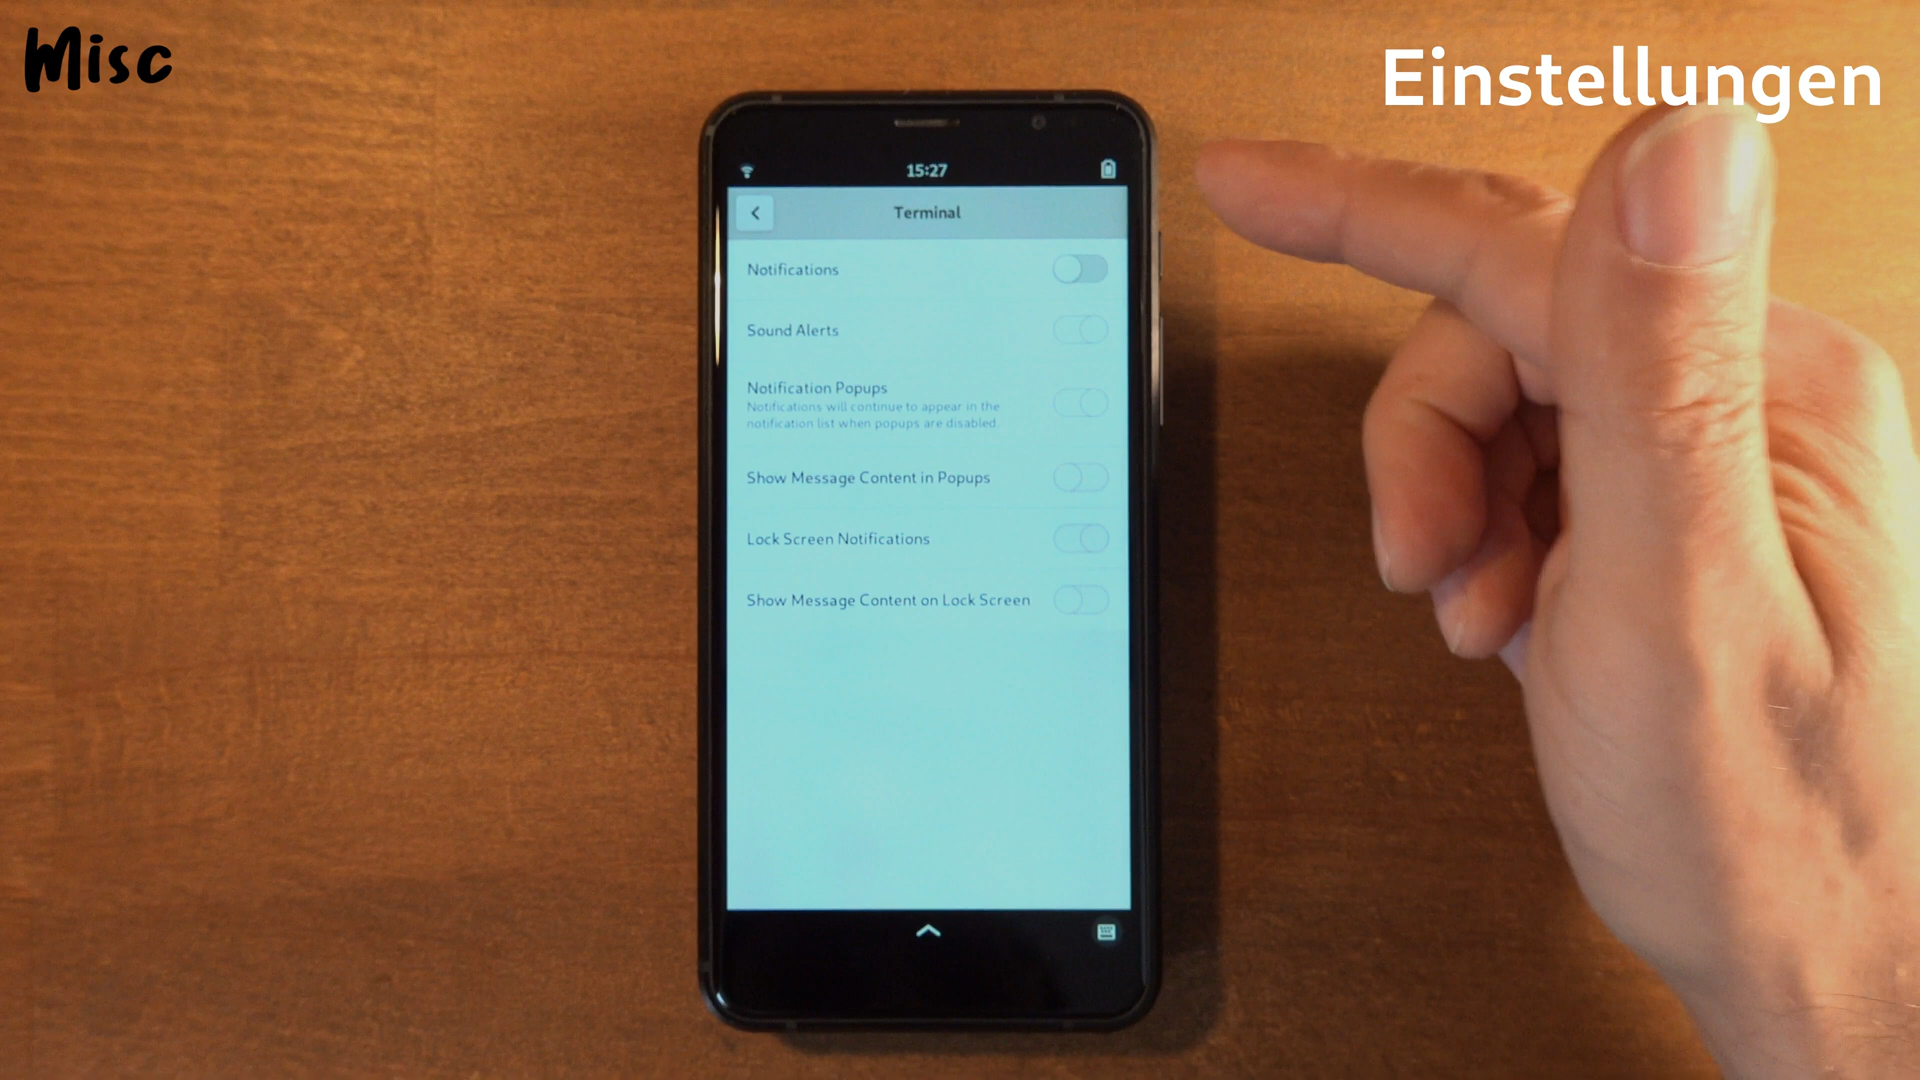 Misc
Einstellungen
15:27
Terminal
Notifications
Sound Alerts
Notification Popups
Notifications will continue to appear in the
notification list when popups are disabled.
Show Message Content in Popups
Lock Screen Notifications
Show Message Content on Lock Screen